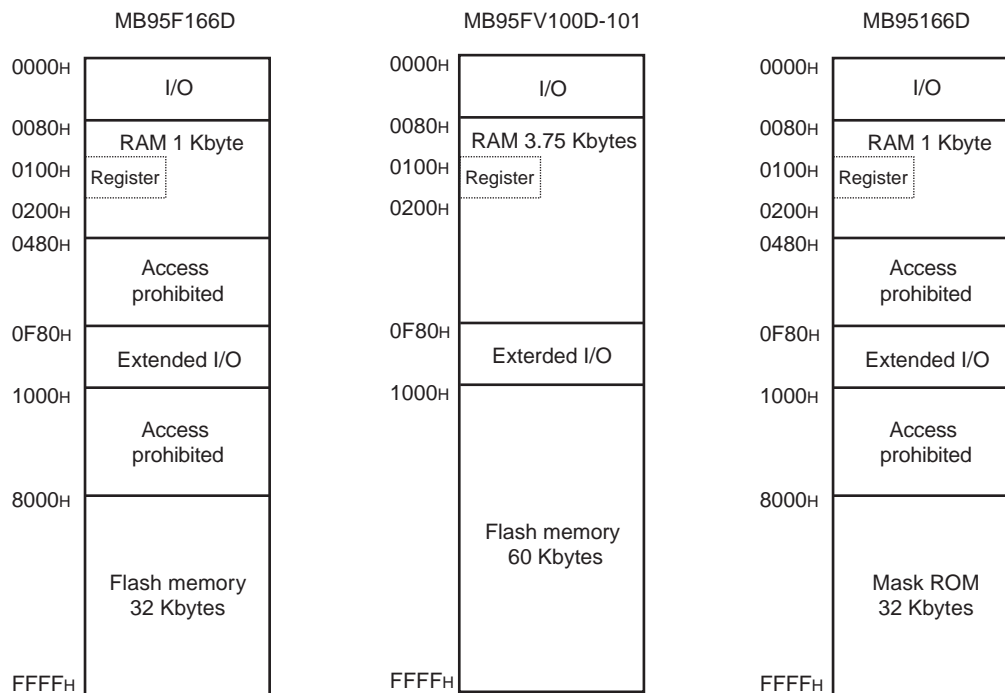 MB95F166D
0000H
I/O
0080H
RAM 1 Kbyte
0100H
Register
0200H
0480H
Access
prohibited
0F80H
Extended I/O
1000H
Access
prohibited
8000H
Flash memory
32 Kbytes
FFFFH
MB95FV100D-101
0000H
I/O
0080H
RAM 3.75 Kbytes
0100H
Register
0200H
0F80H
Exterded I/O
1000H
Flash memory
60 Kbytes
FFFFH
MB95166D
0000H
I/O
0080H
RAM 1 Kbyte
0100H
Register
0200H
0480H
Access
prohibited
0F80H
Extended I/O
1000H
Access
prohibited
8000H
Mask ROM
32 Kbytes
FFFFH